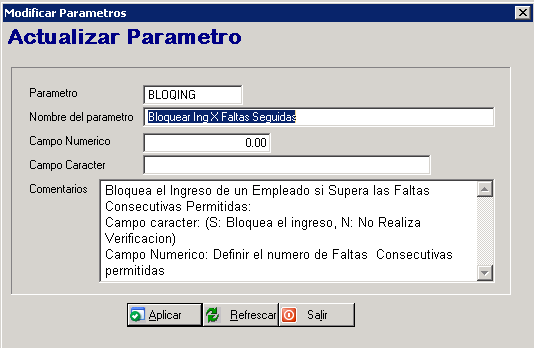 Modificar Parametros
Actualizar Parametro
Parametro BLOQING
Nombre del parametro Bloquear Ing X Faltas Seguidas
Campo Numerico 0.00
Campo Caracter
Comentarios
Bloquea el Ingreso de un Empleado si Supera las Faltas
Consecutivas Permitidas:
Campo caracter: (S: Bloquea el ingreso, N: No Realiza
Verificacion)
Campo Numerico: Definir el numero de Faltas Consecutivas
permitidas
Aplicar Refrescar Salir